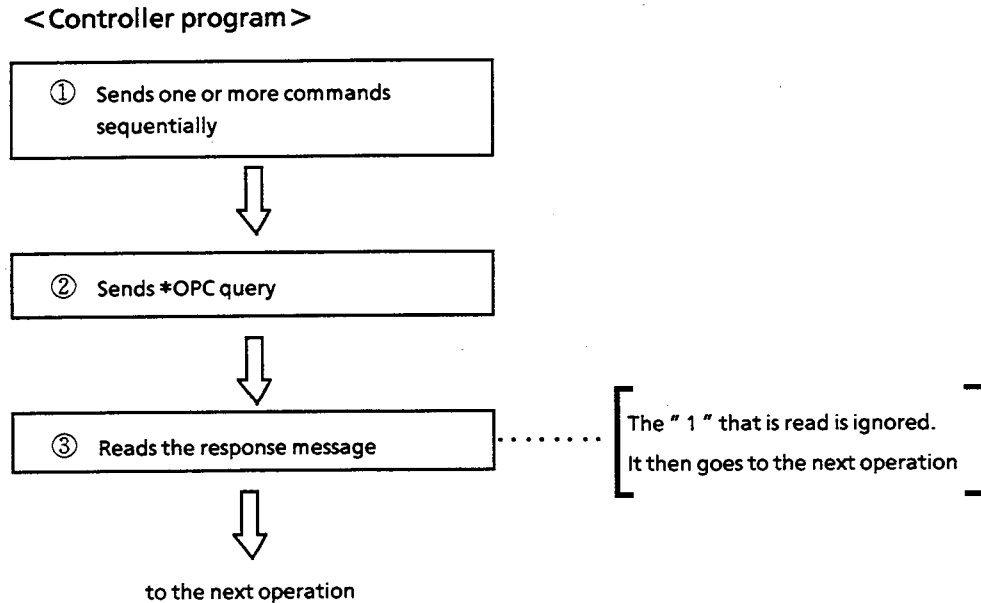 <Controller program>
① Sends one or more commands
sequentially
② Sends *OPC query
③ Reads the response message
The " 1 " that is read is ignored.
It then goes to the next operation
to the next operation